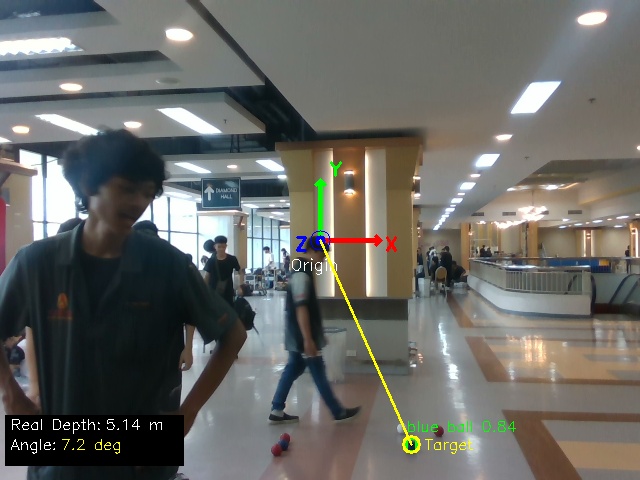 DIAMOND
HALL
Y
Z
X
Origin
blue ball 0.84
Target
Real Depth: 5.14 m
Angle: 7.2 deg